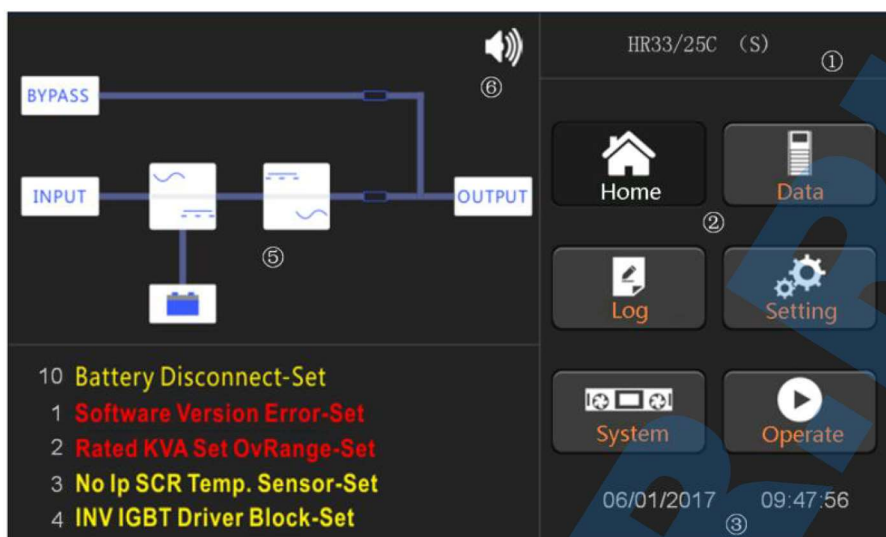 HR33/25C （S）
①
⑥
BYPASS
Home
Data
INPUT
OUTPUT
②
⑤
Log
Setting
10 Battery Disconnect-Set
1 Software Version Error-Set
2 Rated KVA Set OvRange-Set
3 No Ip SCR Temp. Sensor-Set
4 INV IGBT Driver Block-Set
System
Operate
06/01/2017 09:47:56
③